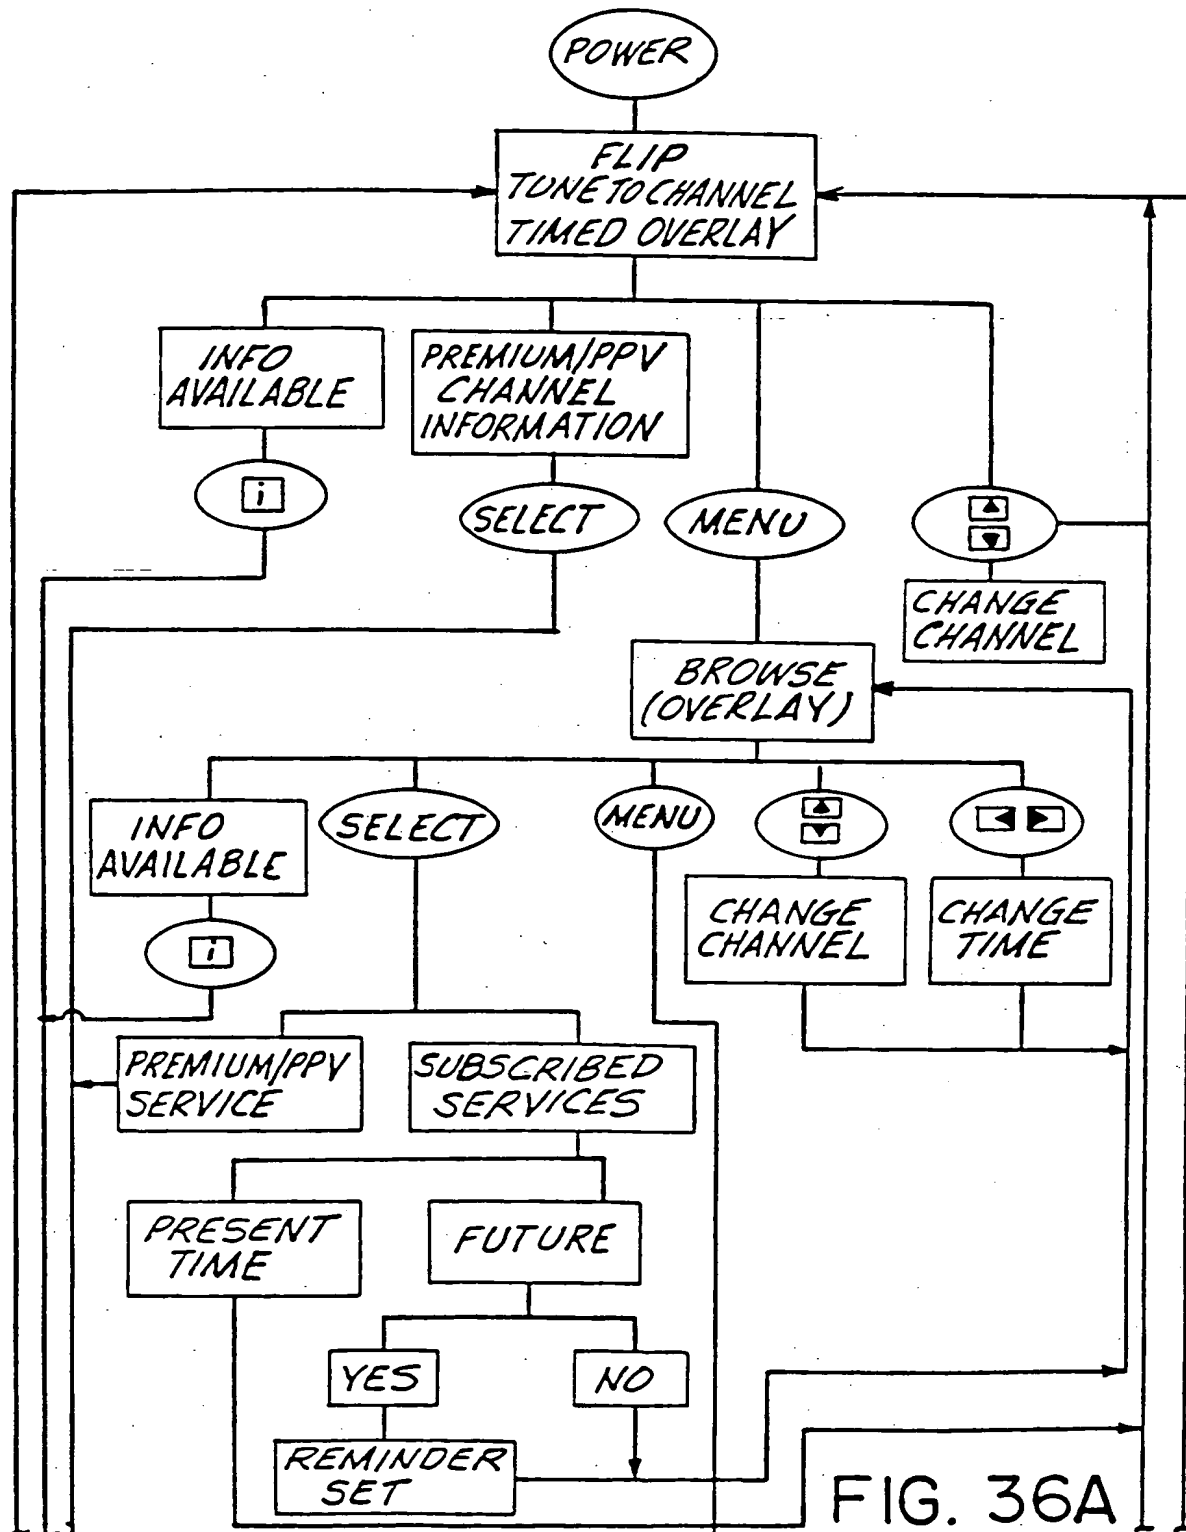 POWER
FLIP
TUNE TO CHANNEL
TIMED OVERLAY
INFO
AVAILABLE
PREMIUM/PPV
CHANNEL
INFORMATION
i
SELECT
MENU
CHANGE
CHANNEL
BROWSE
(OVERLAY)
INFO
AVAILABLE
SELECT
MENU
i
CHANGE
CHANNEL
CHANGE
TIME
PREMIUM/PPV
SERVICE
SUBSCRIBED
SERVICES
PRESENT
TIME
FUTURE
YES
NO
REMINDER
SET
FIG. 36A